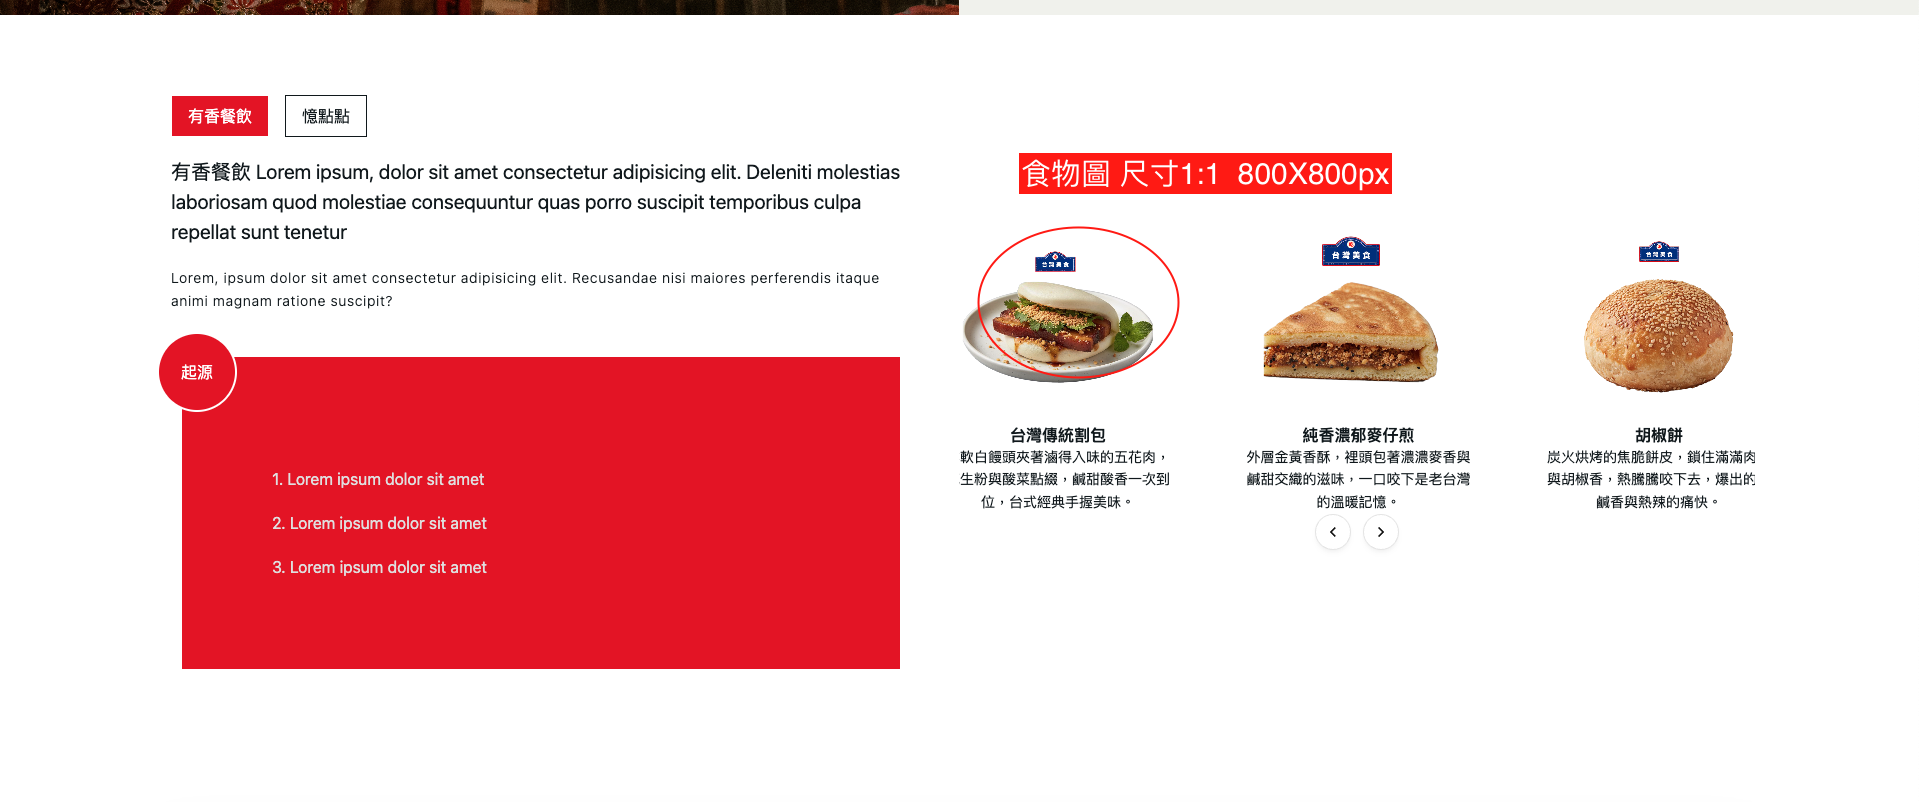 有香餐飲
憶點點
有香餐飲 Lorem ipsum, dolor sit amet consectetur adipisicing elit. Deleniti molestias
laboriosam quod molestiae consequuntur quas porro suscipit temporibus culpa
repellat sunt tenetur
Lorem, ipsum dolor sit amet consectetur adipisicing elit. Recusandae nisi maiores perferendis itaque
animi magnam ratione suscipit?
起源
1. Lorem ipsum dolor sit amet
2. Lorem ipsum dolor sit amet
3. Lorem ipsum dolor sit amet
食物圖 尺寸1:1 800X800px
台灣美食
台灣傳統割包
軟白饅頭夾著滷得入味的五花肉，
生粉與酸菜點綴，鹹甜酸香一次到
位，台式經典手握美味。
台灣美食
純香濃郁麥仔煎
外層金黃香酥，裡頭包著濃濃麥香與
鹹甜交織的滋味，一口咬下是老台灣
的溫暖記憶。
台灣美食
胡椒餅
炭火烘烤的焦脆餅皮，鎖住滿滿肉
與胡椒香，熱騰騰咬下去，爆出的
鹹香與熱辣的痛快。